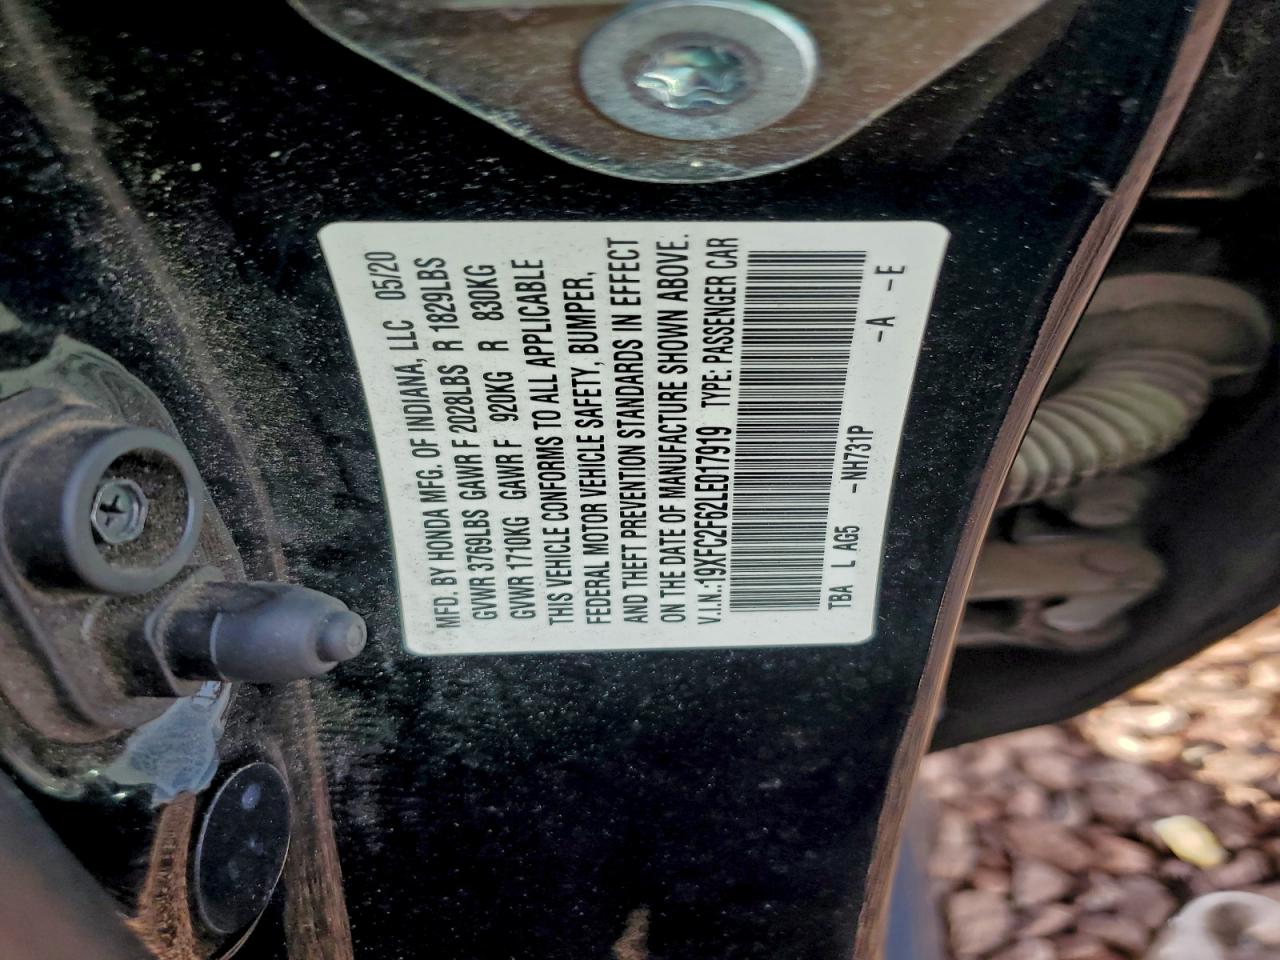 MFD. BY HONDA MFG. OF INDIANA, LLC 05/20
GVWR 3769LBS GAWR F 2028LBS R 1829LBS
GVWR 1710KG GAWR F 920KG R 830KG
THIS VEHICLE CONFORMS TO ALL APPLICABLE
FEDERAL MOTOR VEHICLE SAFETY, BUMPER,
AND THEFT PREVENTION STANDARDS IN EFFECT
ON THE DATE OF MANUFACTURE SHOWN ABOVE.
V.I.N.:19XFC2F62LE017919 TYPE: PASSENGER CAR
TBA L AG5 -NH731P -A -E